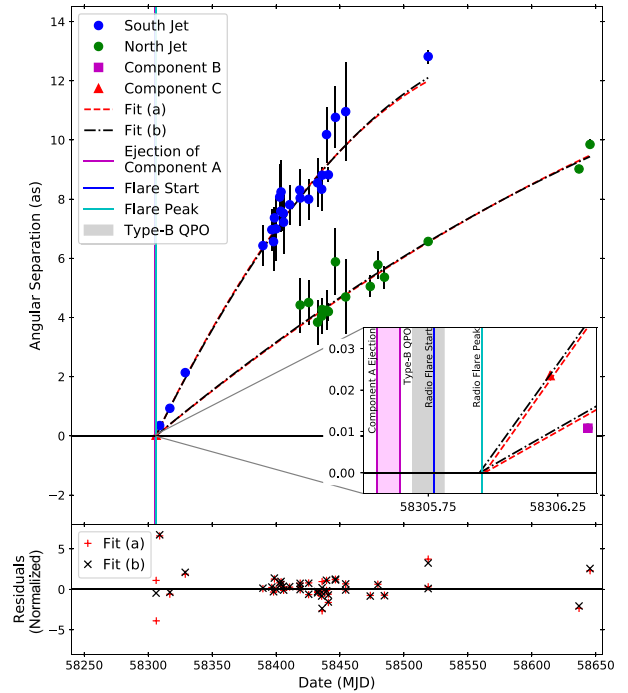 14
12
10
8
6
4
2
0
−2
Angular Separation (as)
South Jet
North Jet
Component B
Component C
Fit (a)
Fit (b)
Ejection of
Component A
Flare Start
Flare Peak
Type-B QPO
0.03
0.02
0.01
0.00
Component A Ejection
Type-B QPO
Radio Flare Start
Radio Flare Peak
58305.75
58306.25
5
0
−5
Residuals
(Normalized)
Fit (a)
Fit (b)
58250 58300 58350 58400 58450 58500 58550 58600 58650
Date (MJD)